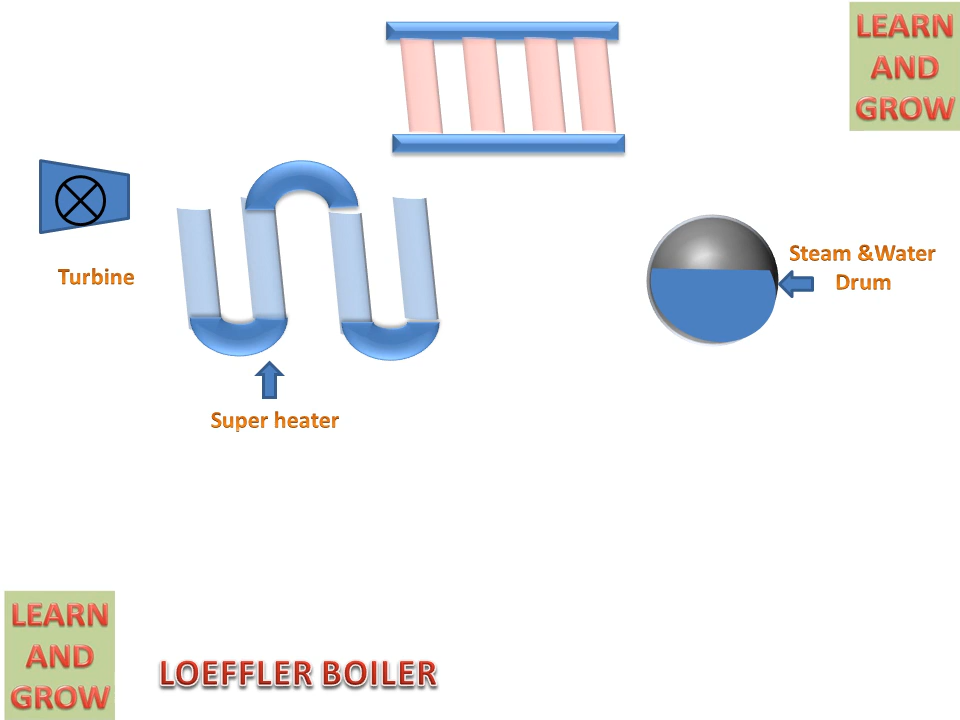 LEARN
AND
GROW
Turbine
Steam &Water
Drum
Super heater
LEARN
AND
GROW
LOEFFLER BOILER